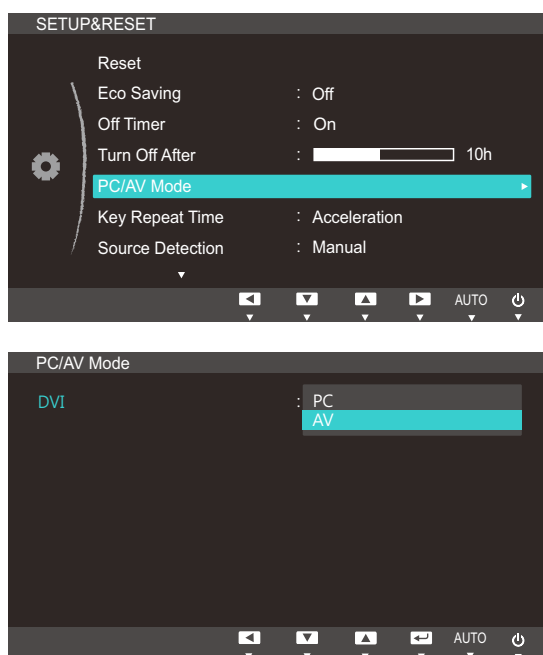 SETUP&RESET
Reset
Eco Saving : Off
Off Timer : On
Turn Off After : 10h
PC/AV Mode
Key Repeat Time : Acceleration
Source Detection : Manual
AUTO
PC/AV Mode
DVI : PC
AV
AUTO